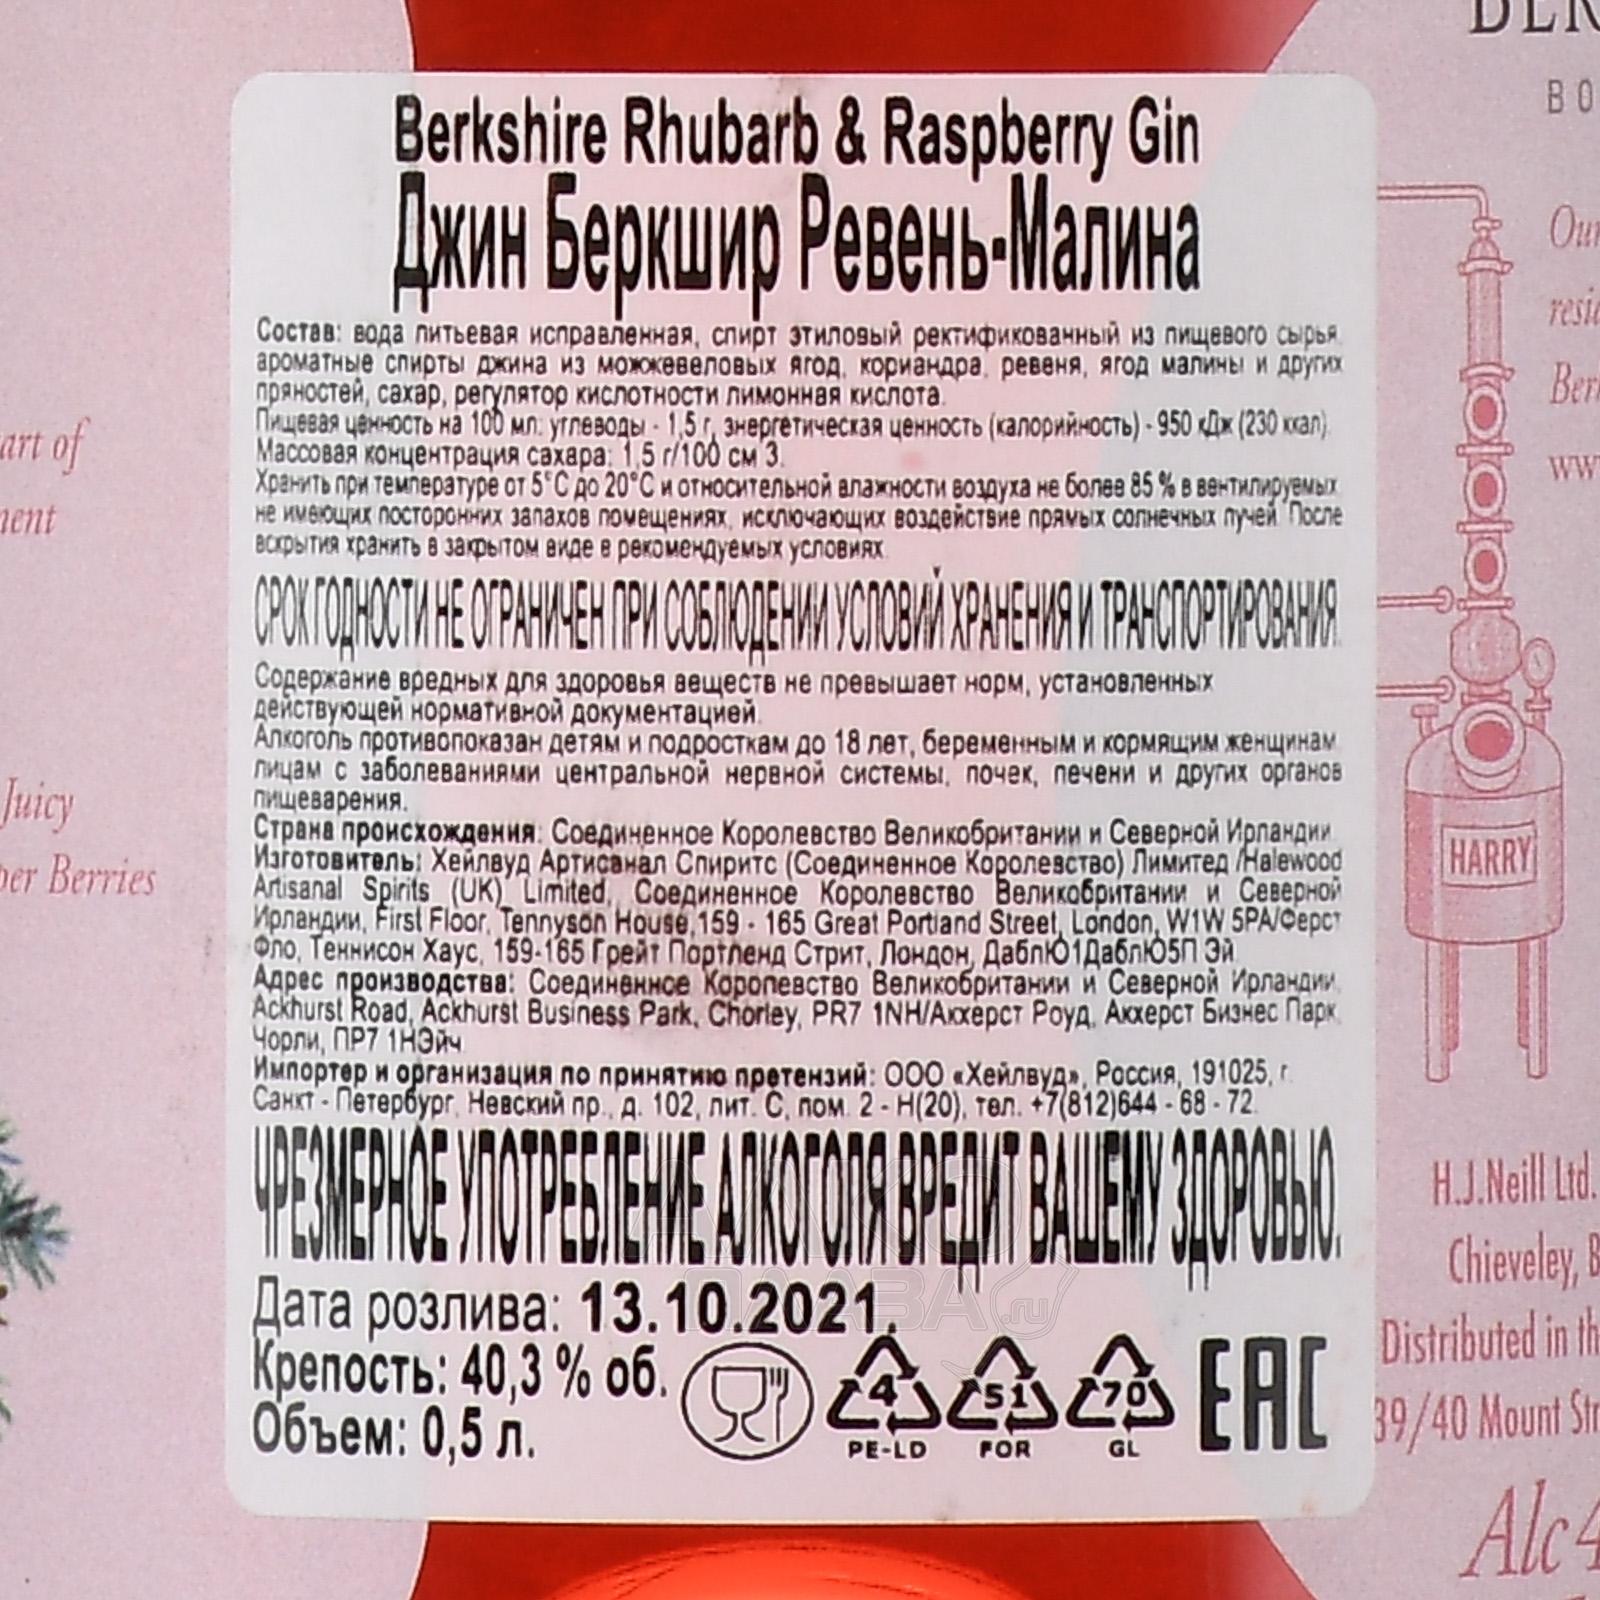 Berkshire Rhubarb & Raspberry Gin
Джин Беркшир Ревень-Малина
Состав: вода питьевая исправленная, спирт этиловый ректификованный из пищевого сырья,
ароматные спирты джина из можжевеловых ягод, кориандра, ревеня, ягод малины и других
пряностей, сахар, регулятор кислотности лимонная кислота.
Пищевая ценность на 100 мл: углеводы - 1,5 г, энергетическая ценность (калорийность) - 950 кДж (230 ккал).
Массовая концентрация сахара: 1,5 г/100 см 3.
Хранить при температуре от 5°С до 20°С и относительной влажности воздуха не более 85 % в вентилируемых,
не имеющих посторонних запахов помещениях, исключающих воздействие прямых солнечных лучей. После
вскрытия хранить в закрытом виде в рекомендуемых условиях.
СРОК ГОДНОСТИ НЕ ОГРАНИЧЕН ПРИ СОБЛЮДЕНИИ УСЛОВИЙ ХРАНЕНИЯ И ТРАНСПОРТИРОВАНИЯ.
Содержание вредных для здоровья веществ не превышает норм, установленных
действующей нормативной документацией.
Алкоголь противопоказан детям и подросткам до 18 лет, беременным и кормящим женщинам,
лицам с заболеваниями центральной нервной системы, почек, печени и других органов
пищеварения.
Страна происхождения: Соединенное Королевство Великобритании и Северной Ирландии.
Изготовитель: Хейлвуд Артисанал Спиритс (Соединенное Королевство) Лимитед /Halewood
Artisanal Spirits (UK) Limited, Соединенное Королевство Великобритании и Северной
Ирландии, First Floor, Tennyson House,159 - 165 Great Portland Street, London, W1W 5PA/Ферст
Фло, Теннисон Хаус, 159-165 Грейт Портленд Стрит, Лондон, ДаблЮ1ДаблЮ5П Эй
Адрес производства: Соединенное Королевство Великобритании и Северной Ирландии,
Ackhurst Road, Ackhurst Business Park, Chorley, PR7 1NH/Акхерст Роуд, Акхерст Бизнес Парк,
Чорли, ПР7 1НЭйч
Импортер и организация по принятию претензий: ООО «Хейлвуд», Россия, 191025, г.
Санкт - Петербург, Невский пр., д. 102, лит. С, пом. 2 - Н(20), тел. +7(812)644 - 68 - 72.
ЧРЕЗМЕРНОЕ УПОТРЕБЛЕНИЕ АЛКОГОЛЯ ВРЕДИТ ВАШЕМУ ЗДОРОВЬЮ.
Дата розлива: 13.10.2021.
Крепость: 40,3 % об.
Объем: 0,5 л.
4 51 70
PE-LD FOR GL
EAC
art of
Juicy
Berries
BER
BO
Our
HARRY
H.J.Neill Ltd.
Chieveley, B
Distributed in th
39/40 Mount Str
Alc 4
АЛКО
ПЛАВА.ru